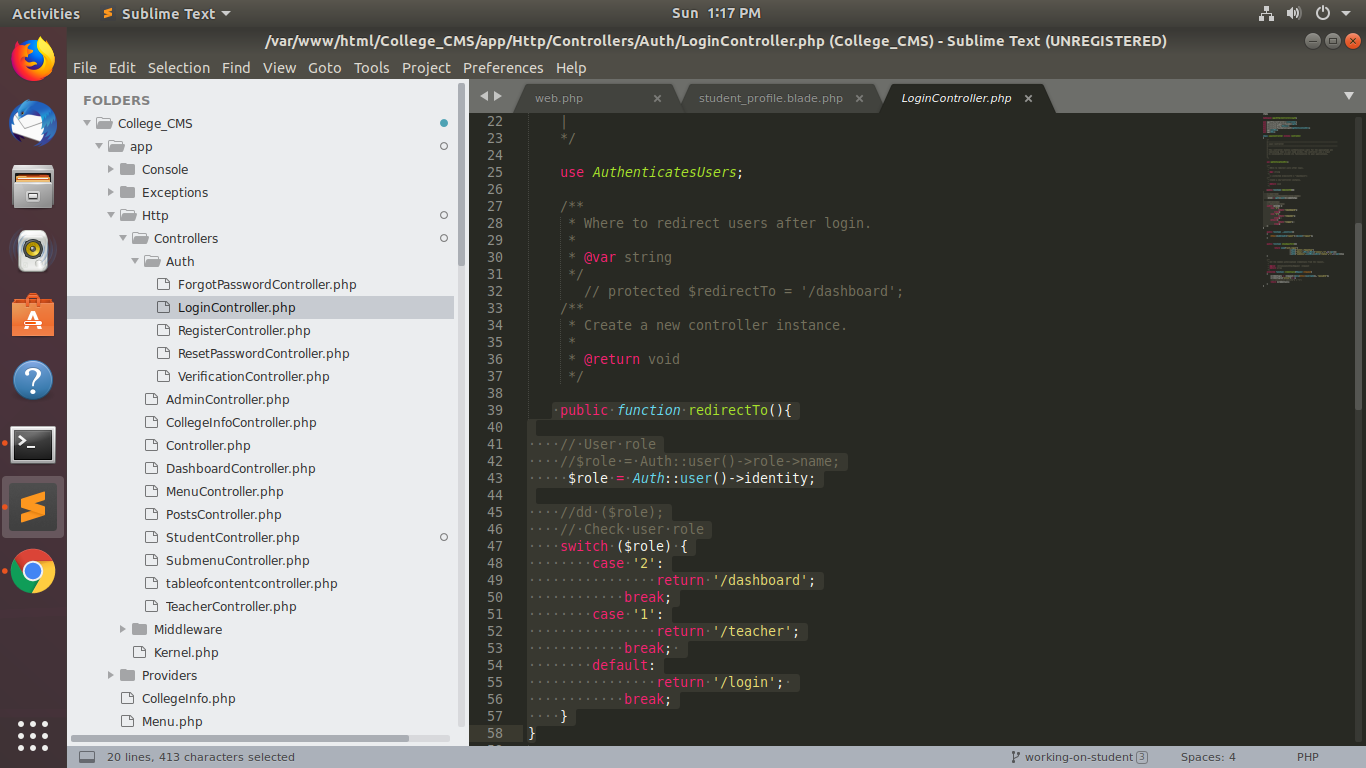 Activities Sublime Text Sun 1:17 PM
/var/www/html/College_CMS/app/Http/Controllers/Auth/LoginController.php (College_CMS) - Sublime Text (UNREGISTERED)
File Edit Selection Find View Goto Tools Project Preferences Help
FOLDERS
College_CMS
app
Console
Exceptions
Http
Controllers
Auth
ForgotPasswordController.php
LoginController.php
RegisterController.php
ResetPasswordController.php
VerificationController.php
AdminController.php
CollegeInfoController.php
Controller.php
DashboardController.php
MenuController.php
PostsController.php
StudentController.php
SubmenuController.php
tableofcontentcontroller.php
TeacherController.php
Middleware
Kernel.php
Providers
CollegeInfo.php
Menu.php
web.php × student_profile.blade.php × LoginController.php ×
22 |
23 */
24
25 use AuthenticatesUsers;
26
27 /**
28 * Where to redirect users after login.
29 *
30 * @var string
31 */
32 // protected $redirectTo = '/dashboard';
33 /**
34 * Create a new controller instance.
35 *
36 * @return void
37 */
38
39 public function redirectTo(){
40
41 // User role
42 //$role = Auth::user()->role->name;
43 $role = Auth::user()->identity;
44
45 //dd ($role);
46 // Check user role
47 switch ($role) {
48 case '2':
49 return '/dashboard';
50 break;
51 case '1':
52 return '/teacher';
53 break;
54 default:
55 return '/login';
56 break;
57 }
58 }
20 lines, 413 characters selected working-on-student 3 Spaces: 4 PHP